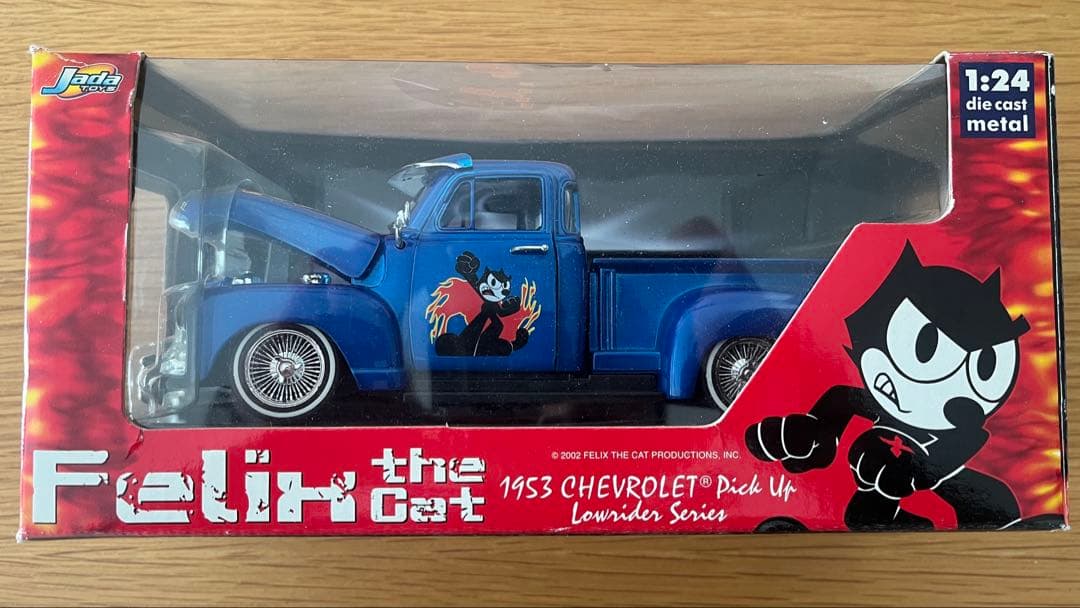 Jada
TOYS
1:24
die cast
metal
© 2002 FELIX THE CAT PRODUCTIONS, INC.
Felix the Cat
1953 CHEVROLET® Pick Up
Lowrider Series